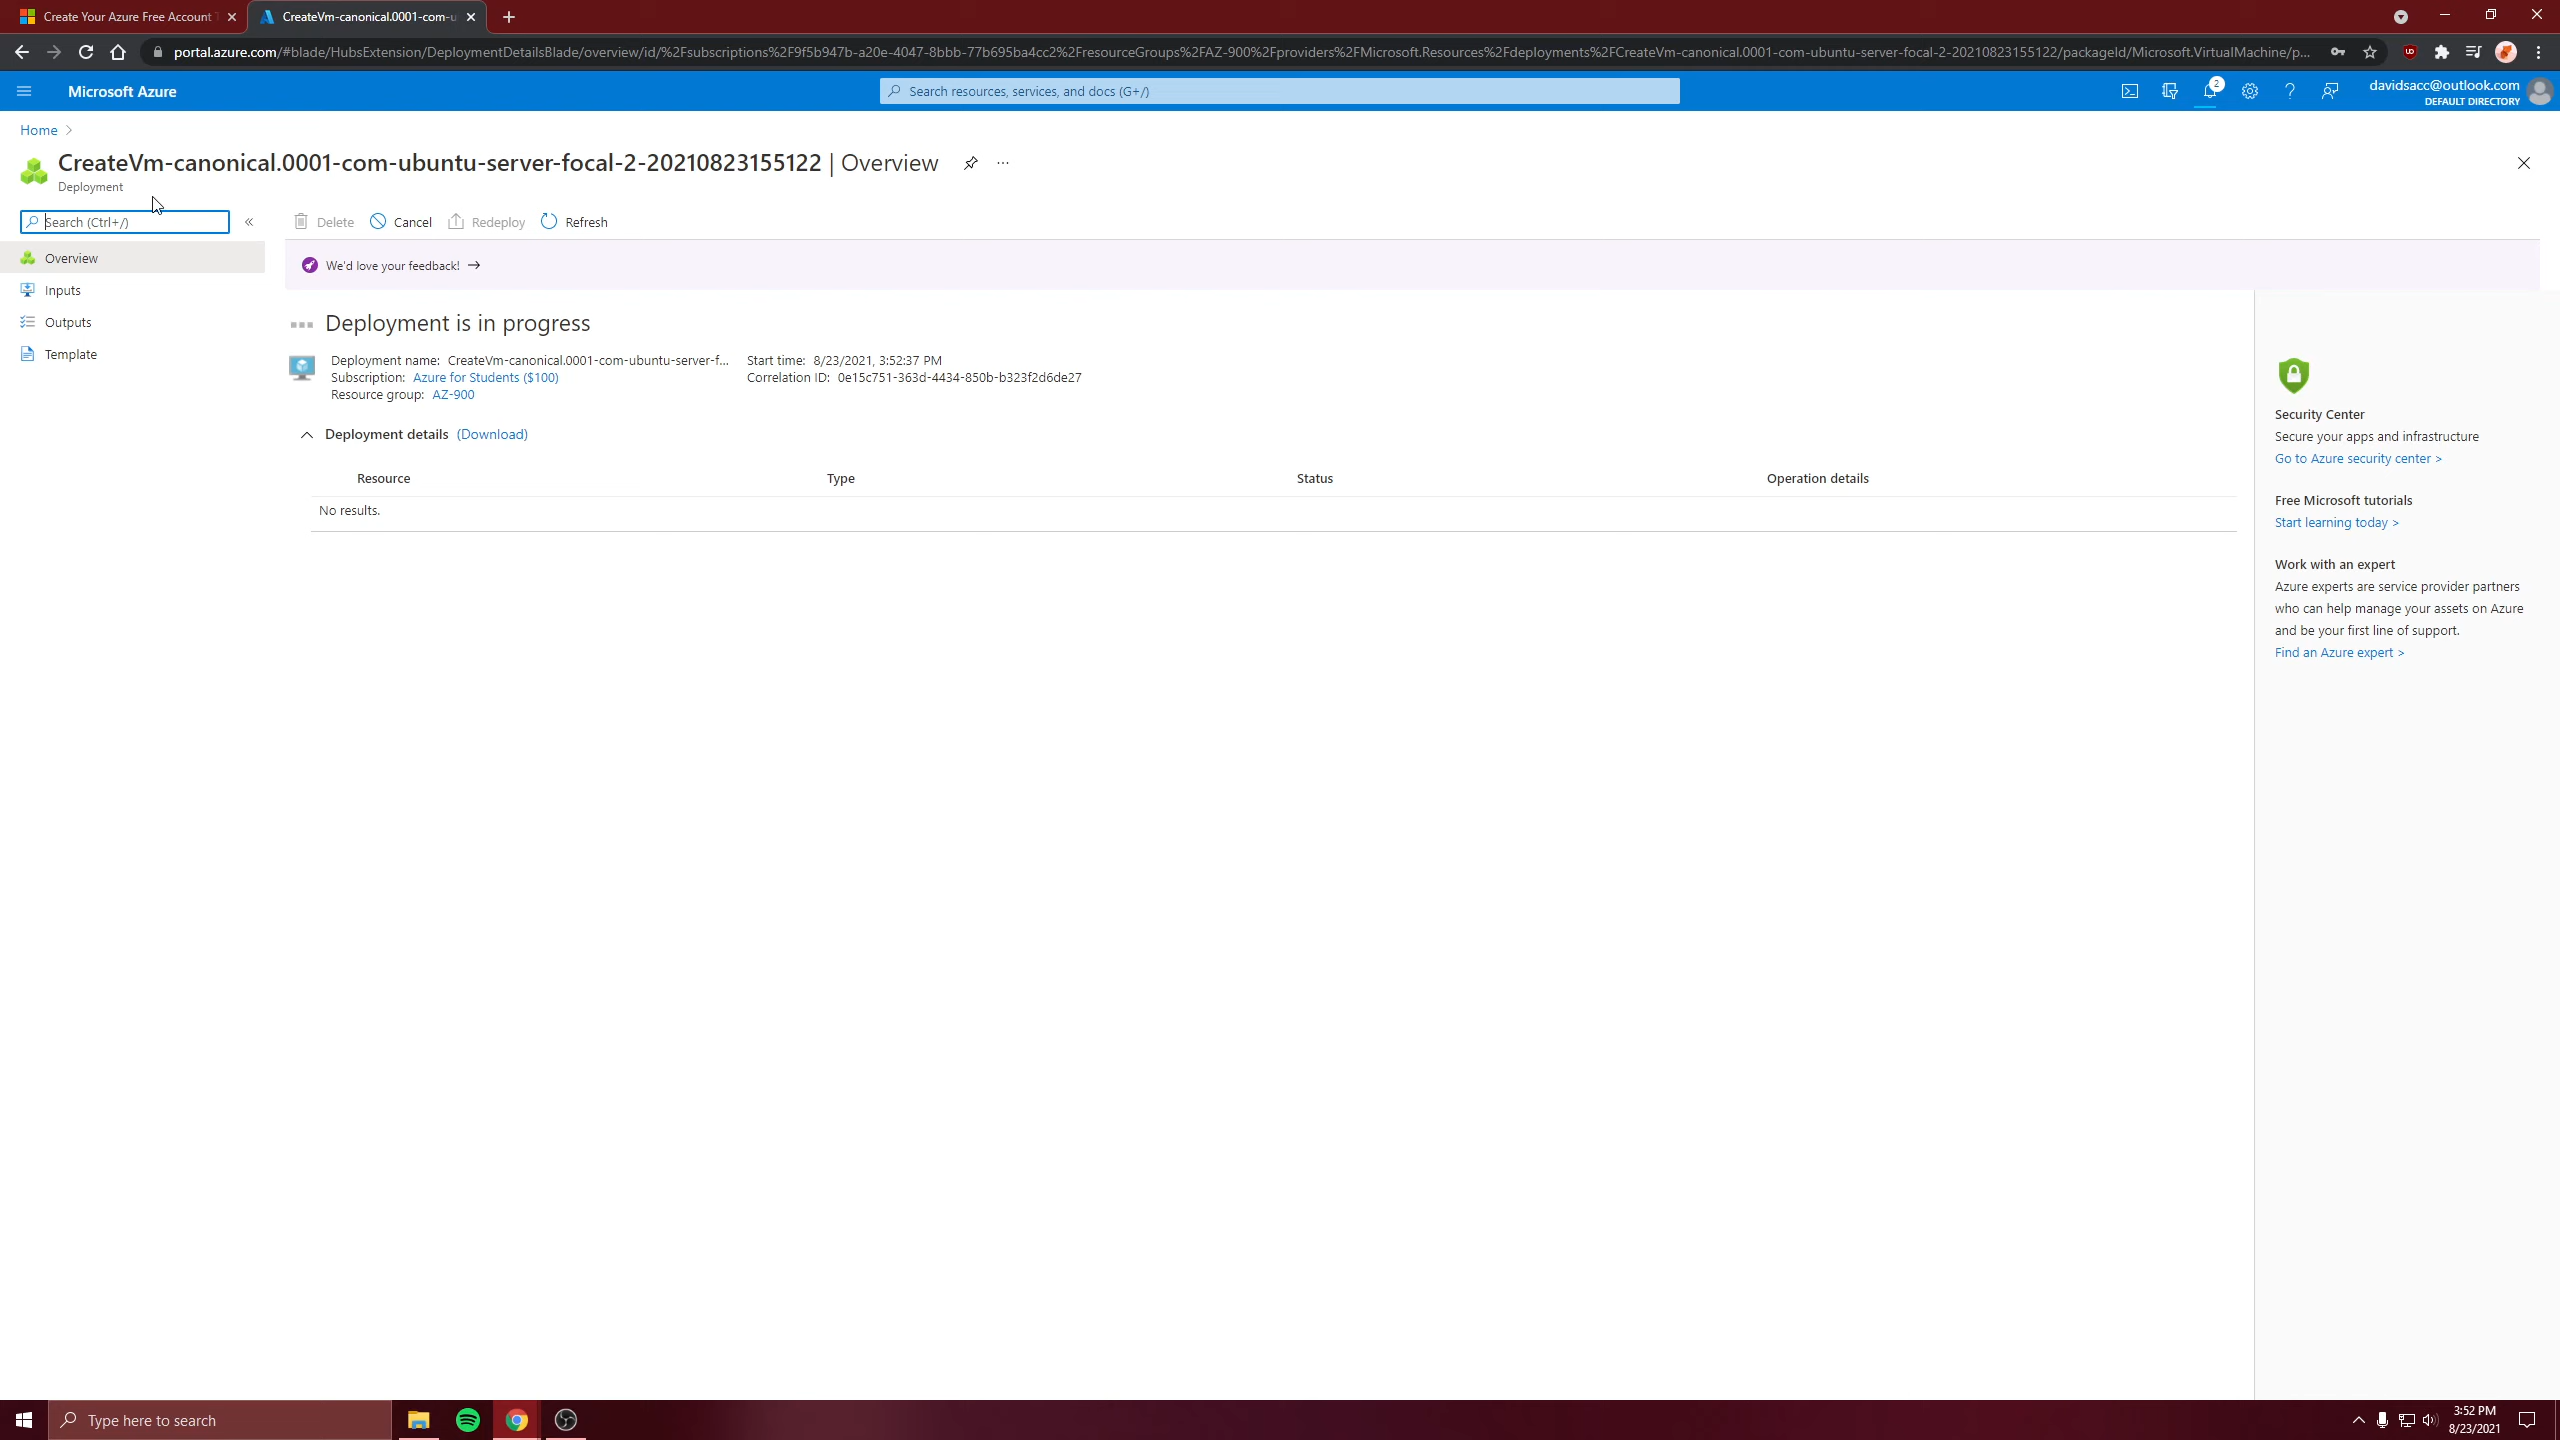 Create Your Azure Free Account T
CreateVm-canonical.0001-com-u
portal.azure.com/#blade/HubsExtension/DeploymentDetailsBlade/overview/id/%2Fsubscriptions%2F9f5b947b-a20e-4047-8bbb-77b695ba4cc2%2FresourceGroups%2FAZ-900%2Fproviders%2FMicrosoft.Resources%2Fdeployments%2FCreateVm-canonical.0001-com-ubuntu-server-focal-2-20210823155122/packageId/Microsoft.VirtualMachine/p...
Microsoft Azure
Search resources, services, and docs (G+/)
2
davidsacc@outlook.com
DEFAULT DIRECTORY
Home
CreateVm-canonical.0001-com-ubuntu-server-focal-2-20210823155122 | Overview
Deployment
Search (Ctrl+/)
Delete Cancel Redeploy Refresh
Overview
Inputs
Outputs
Template
We'd love your feedback!
Deployment is in progress
Deployment name: CreateVm-canonical.0001-com-ubuntu-server-f...
Subscription: Azure for Students ($100)
Resource group: AZ-900
Start time: 8/23/2021, 3:52:37 PM
Correlation ID: 0e15c751-363d-4434-850b-b323f2d6de27
Deployment details (Download)
Resource Type Status Operation details
No results.
Security Center
Secure your apps and infrastructure
Go to Azure security center >
Free Microsoft tutorials
Start learning today >
Work with an expert
Azure experts are service provider partners
who can help manage your assets on Azure
and be your first line of support.
Find an Azure expert >
Type here to search
3:52 PM
8/23/2021